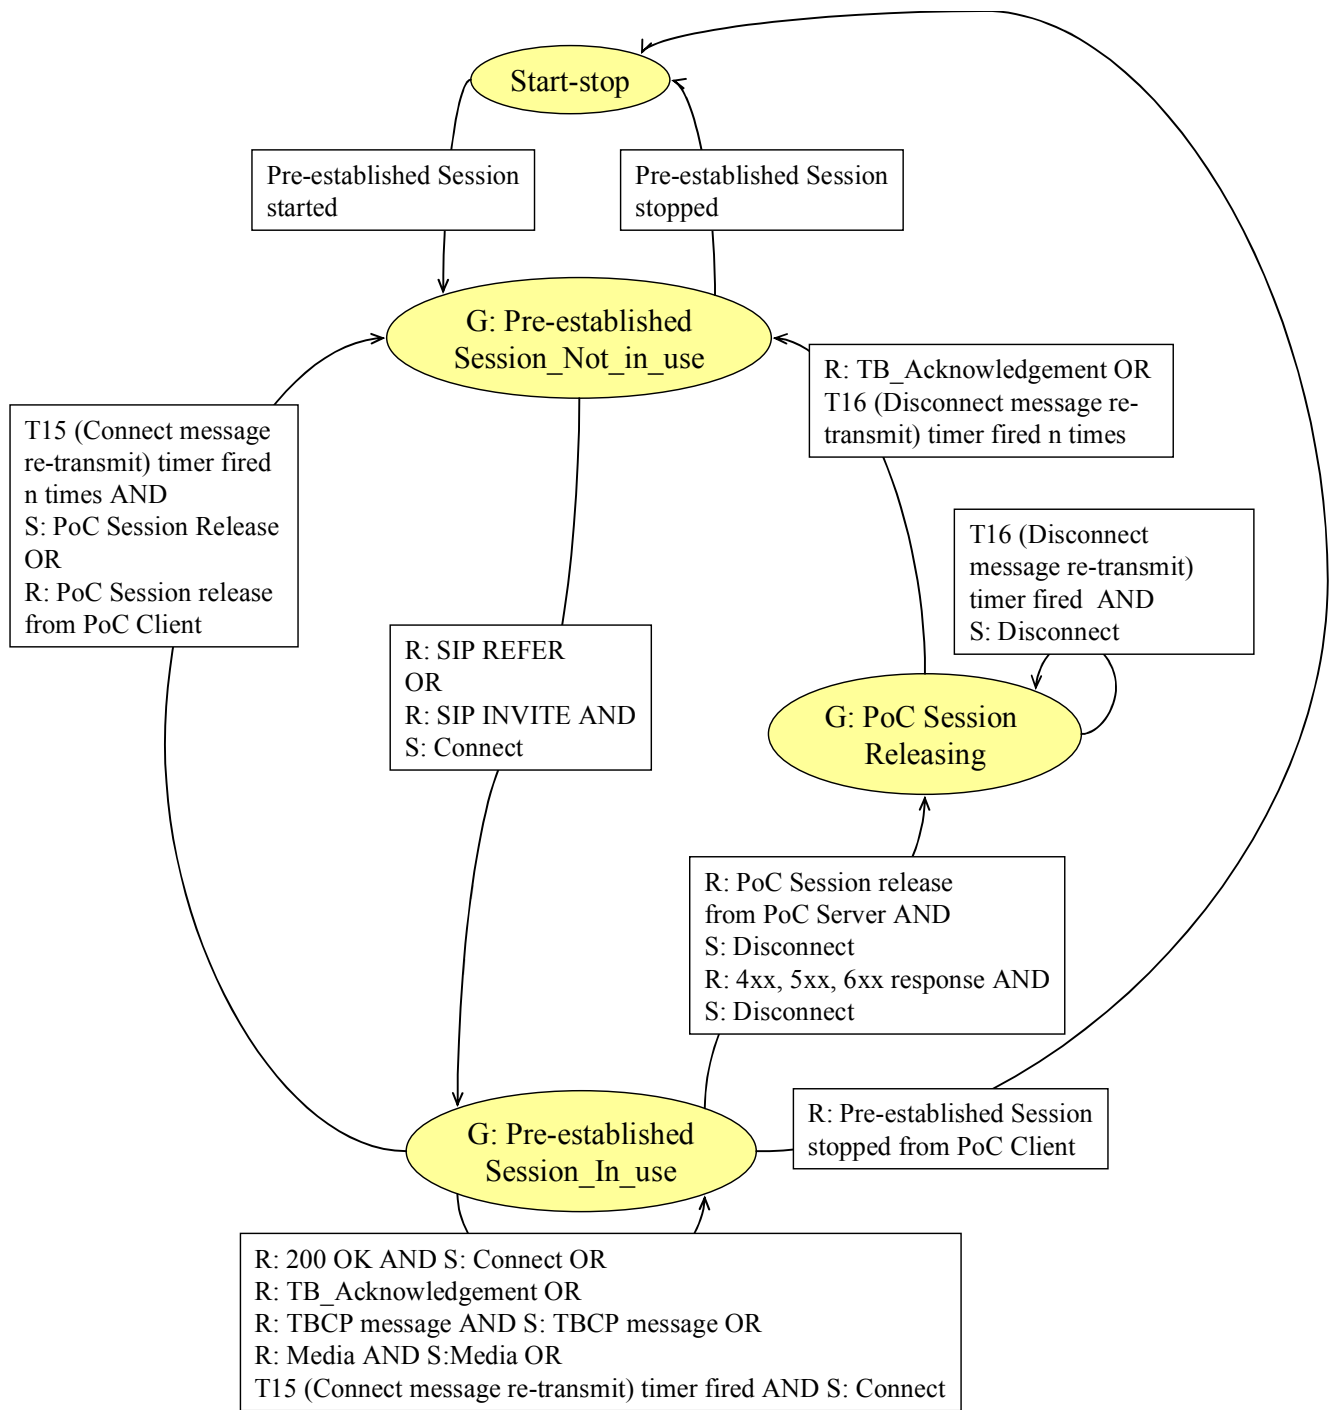 Start-stop
Pre-established Session
started
Pre-established Session
stopped
G: Pre-established
Session_Not_in_use
R: TB_Acknowledgement OR
T16 (Disconnect message re-
transmit) timer fired n times
T15 (Connect message
re-transmit) timer fired
n times AND
S: PoC Session Release
OR
R: PoC Session release
from PoC Client
T16 (Disconnect
message re-transmit)
timer fired  AND
S: Disconnect
R: SIP REFER
OR
R: SIP INVITE AND
S: Connect
G: PoC Session
Releasing
R: PoC Session release
from PoC Server AND
S: Disconnect
R: 4xx, 5xx, 6xx response AND
S: Disconnect
R: Pre-established Session
stopped from PoC Client
G: Pre-established
Session_In_use
R: 200 OK AND S: Connect OR
R: TB_Acknowledgement OR
R: TBCP message AND S: TBCP message OR
R: Media AND S:Media OR
T15 (Connect message re-transmit) timer fired AND S: Connect